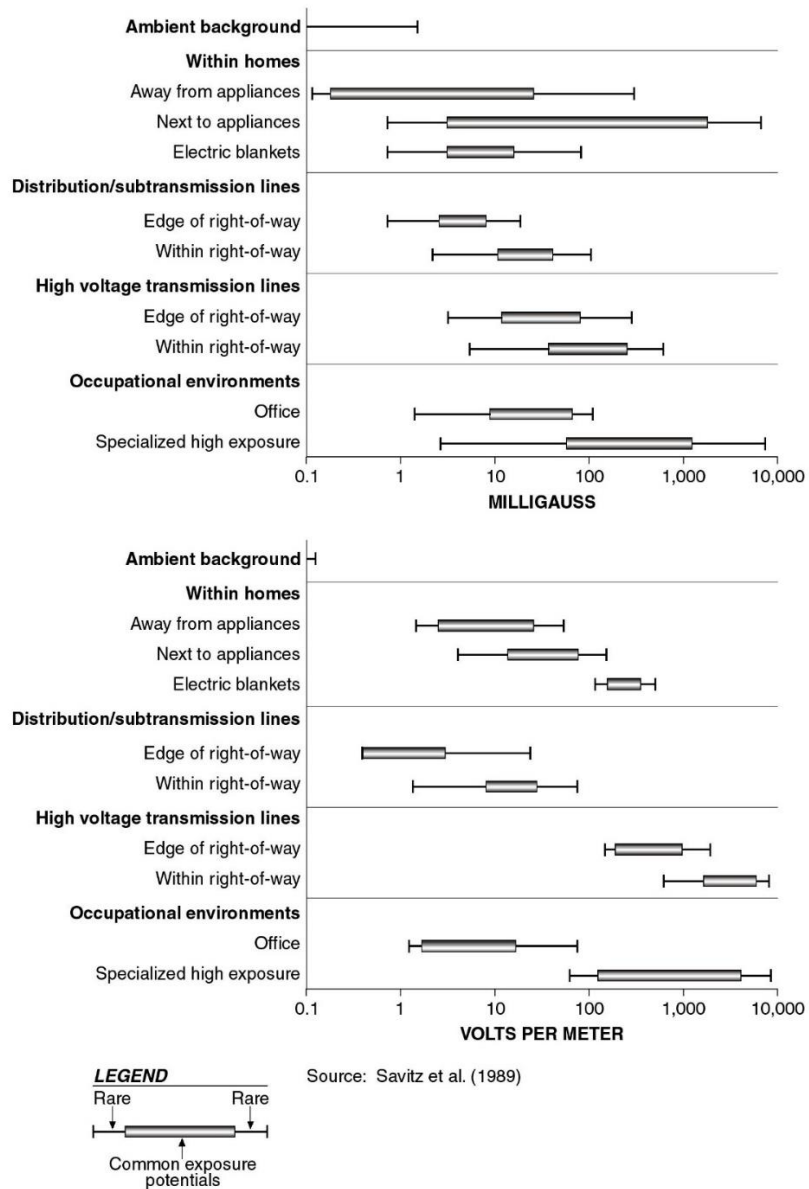 Ambient background
Within homes
Away from appliances
Next to appliances
Electric blankets
Distribution/subtransmission lines
Edge of right-of-way
Within right-of-way
High voltage transmission lines
Edge of right-of-way
Within right-of-way
Occupational environments
Office
Specialized high exposure
0.1 1 10 100 1,000 10,000
MILLIGAUSS
Ambient background
Within homes
Away from appliances
Next to appliances
Electric blankets
Distribution/subtransmission lines
Edge of right-of-way
Within right-of-way
High voltage transmission lines
Edge of right-of-way
Within right-of-way
Occupational environments
Office
Specialized high exposure
0.1 1 10 100 1,000 10,000
VOLTS PER METER
LEGEND
Rare Rare
Common exposure
potentials
Source: Savitz et al. (1989)